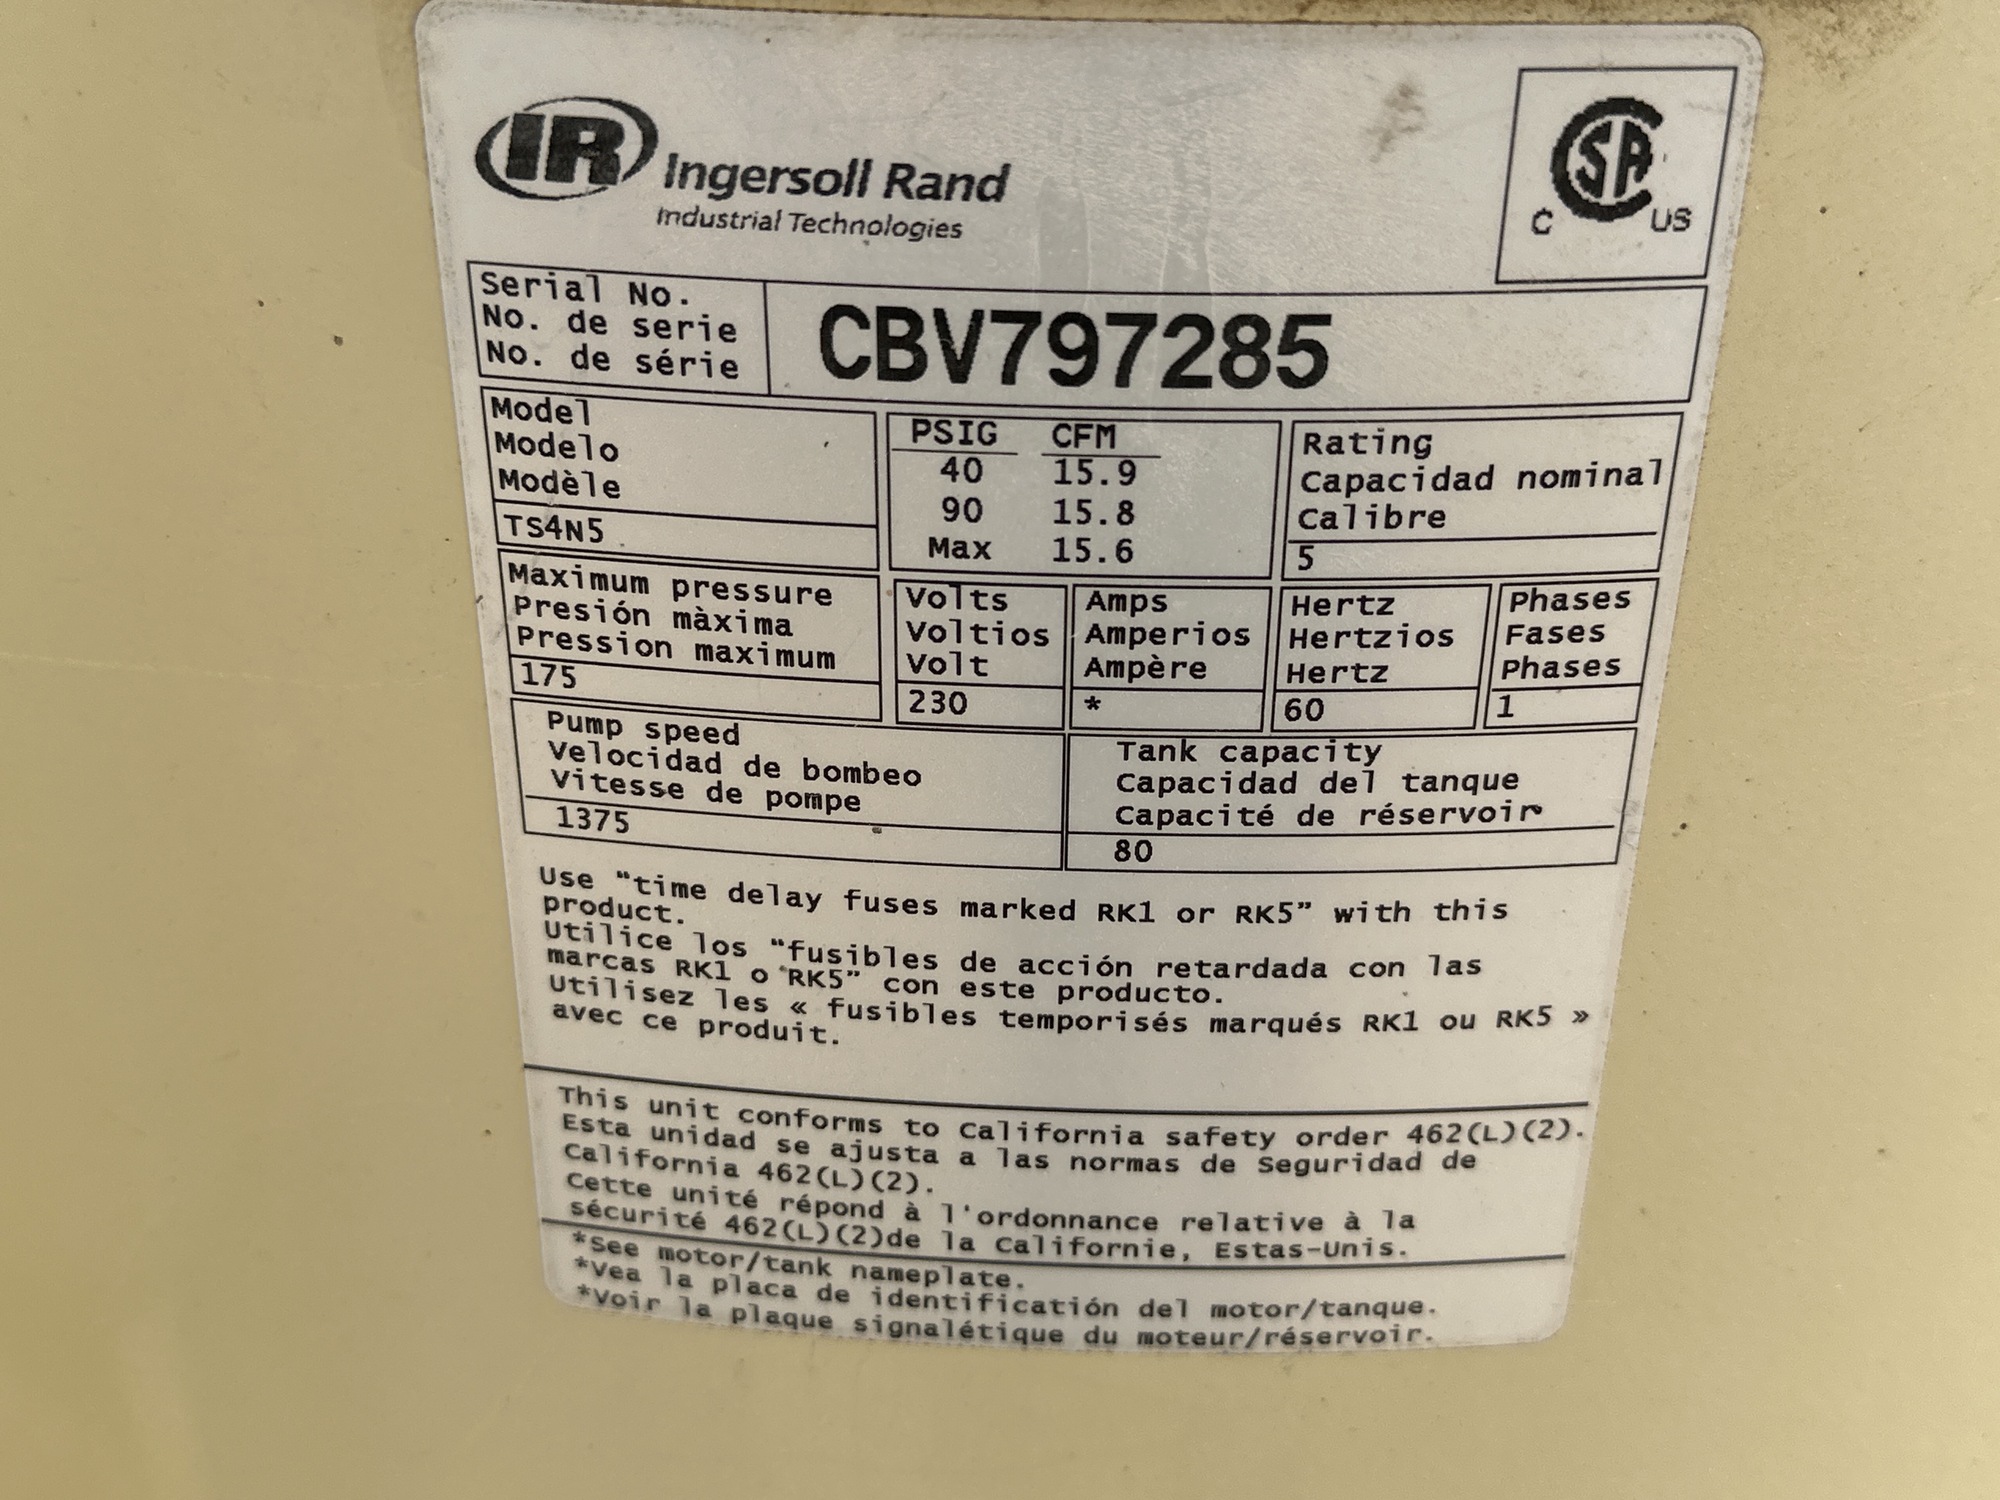 IR Ingersoll Rand
Industrial Technologies
CSA
C US
Serial No.
No. de serie
No. de série
CBV797285
Model
Modelo
Modèle
TS4N5
PSIG CFM
40 15.9
90 15.8
Max 15.6
Rating
Capacidad nominal
Calibre
5
Maximum pressure
Presión màxima
Pression maximum
175
Volts
Voltios
Volt
230
Amps
Amperios
Ampère
*
Hertz
Hertzios
Hertz
60
Phases
Fases
Phases
1
Pump speed
Velocidad de bombeo
Vitesse de pompe
1375
Tank capacity
Capacidad del tanque
Capacité de réservoir
80
Use "time delay fuses marked RK1 or RK5" with this
product.
Utilice los "fusibles de acción retardada con las
marcas RK1 o RK5" con este producto.
Utilisez les « fusibles temporisés marqués RK1 ou RK5 »
avec ce produit.
This unit conforms to California safety order 462(L)(2).
Esta unidad se ajusta a las normas de Seguridad de
California 462(L)(2).
Cette unité répond à l'ordonnance relative à la
sécurité 462(L)(2)de la Californie, Estas-Unis.
*See motor/tank nameplate.
*Vea la placa de identificatión del motor/tanque.
*Voir la plaque signalétique du moteur/réservoir.